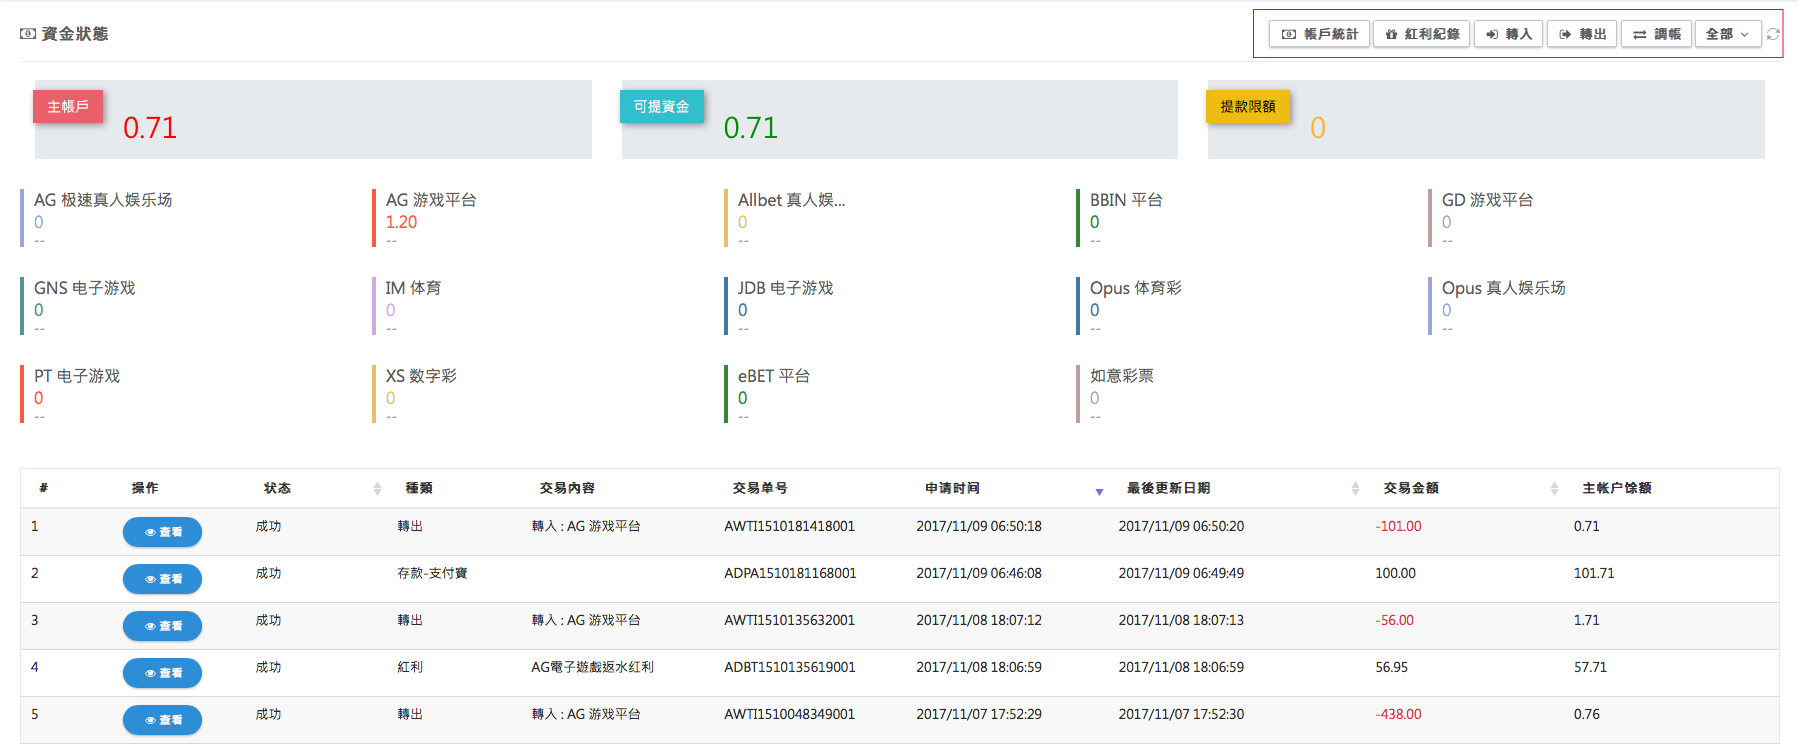 資金狀態 帳戶統計 紅利紀錄 轉入 轉出 調帳 全部
主帳戶 可提資金 提款限額
0.71 0.71 0
AG 极速真人娱乐场 AG 游戏平台 Allbet 真人娱... BBIN 平台 GD 游戏平台
0 1.20 0 0 0
-- -- -- -- --
GNS 电子游戏 IM 体育 JDB 电子游戏 Opus 体育彩 Opus 真人娱乐场
0 0 0 0 0
-- -- -- -- --
PT 电子游戏 XS 数字彩 eBET 平台 如意彩票
0 0 0 0
-- -- -- --
# 操作 状态 種類 交易內容 交易单号 申请时间 最後更新日期 交易金額 主帐户馀額
1 查看 成功 轉出 轉入 : AG 游戏平台 AWTI1510181418001 2017/11/09 06:50:18 2017/11/09 06:50:20 -101.00 0.71
2 查看 成功 存款-支付寶 ADPA1510181168001 2017/11/09 06:46:08 2017/11/09 06:49:49 100.00 101.71
3 查看 成功 轉出 轉入 : AG 游戏平台 AWTI1510135632001 2017/11/08 18:07:12 2017/11/08 18:07:13 -56.00 1.71
4 查看 成功 紅利 AG電子遊戲返水红利 ADBT1510135619001 2017/11/08 18:06:59 2017/11/08 18:06:59 56.95 57.71
5 查看 成功 轉出 轉入 : AG 游戏平台 AWTI1510048349001 2017/11/07 17:52:29 2017/11/07 17:52:30 -438.00 0.76